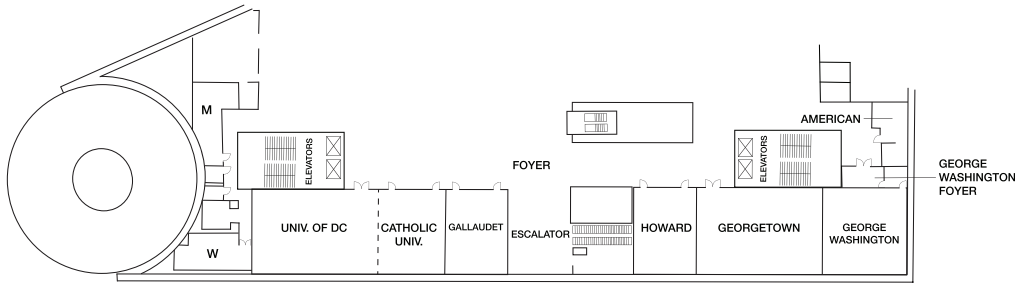 M
AMERICAN
ELEVATORS
ELEVATORS
FOYER
GEORGE
WASHINGTON
FOYER
UNIV. OF DC
CATHOLIC
UNIV.
GALLAUDET
ESCALATOR
HOWARD
GEORGETOWN
GEORGE
WASHINGTON
W